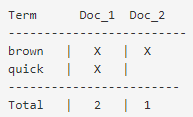 Term Doc_1 Doc_2
-------------------------
brown | X | X
quick | X |
------------------------
Total | 2 | 1